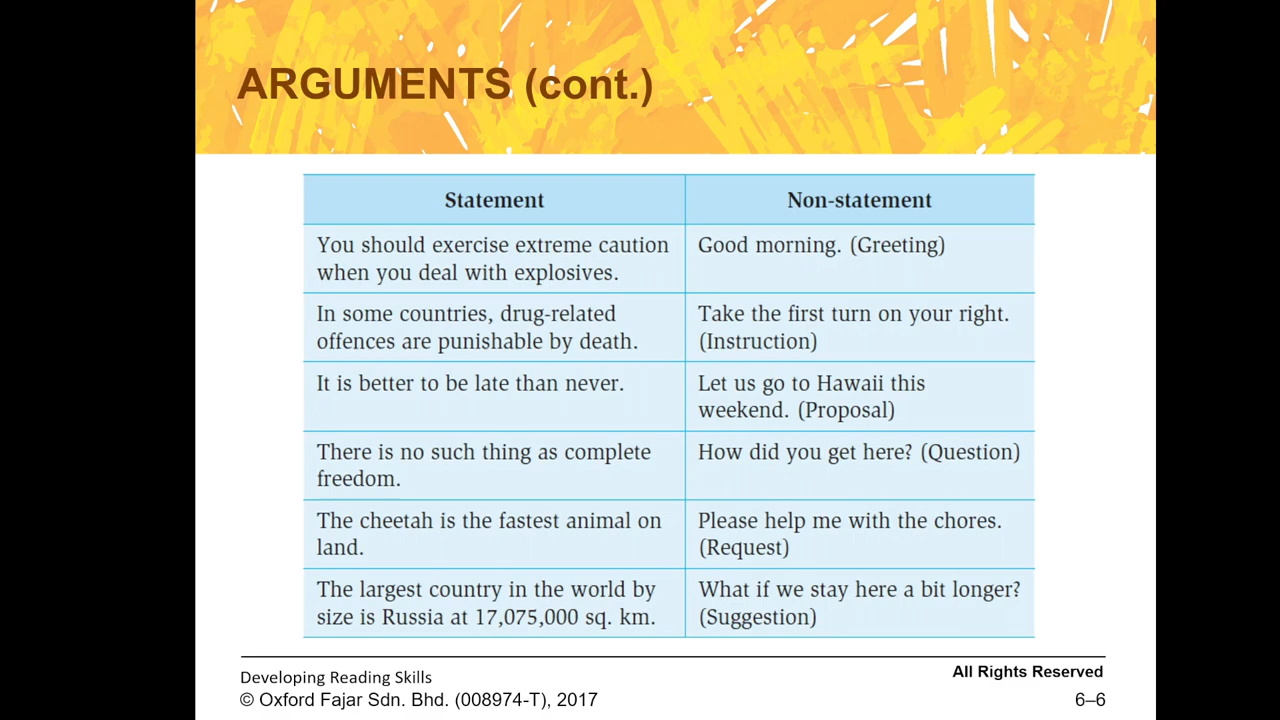 ARGUMENTS (cont.)
Statement
Non-statement
You should exercise extreme caution
when you deal with explosives.
Good morning. (Greeting)
In some countries, drug-related
offences are punishable by death.
Take the first turn on your right.
(Instruction)
It is better to be late than never.
Let us go to Hawaii this
weekend. (Proposal)
There is no such thing as complete
freedom.
How did you get here? (Question)
The cheetah is the fastest animal on
land.
Please help me with the chores.
(Request)
The largest country in the world by
size is Russia at 17,075,000 sq. km.
What if we stay here a bit longer?
(Suggestion)
Developing Reading Skills
© Oxford Fajar Sdn. Bhd. (008974-T), 2017
All Rights Reserved
6–6